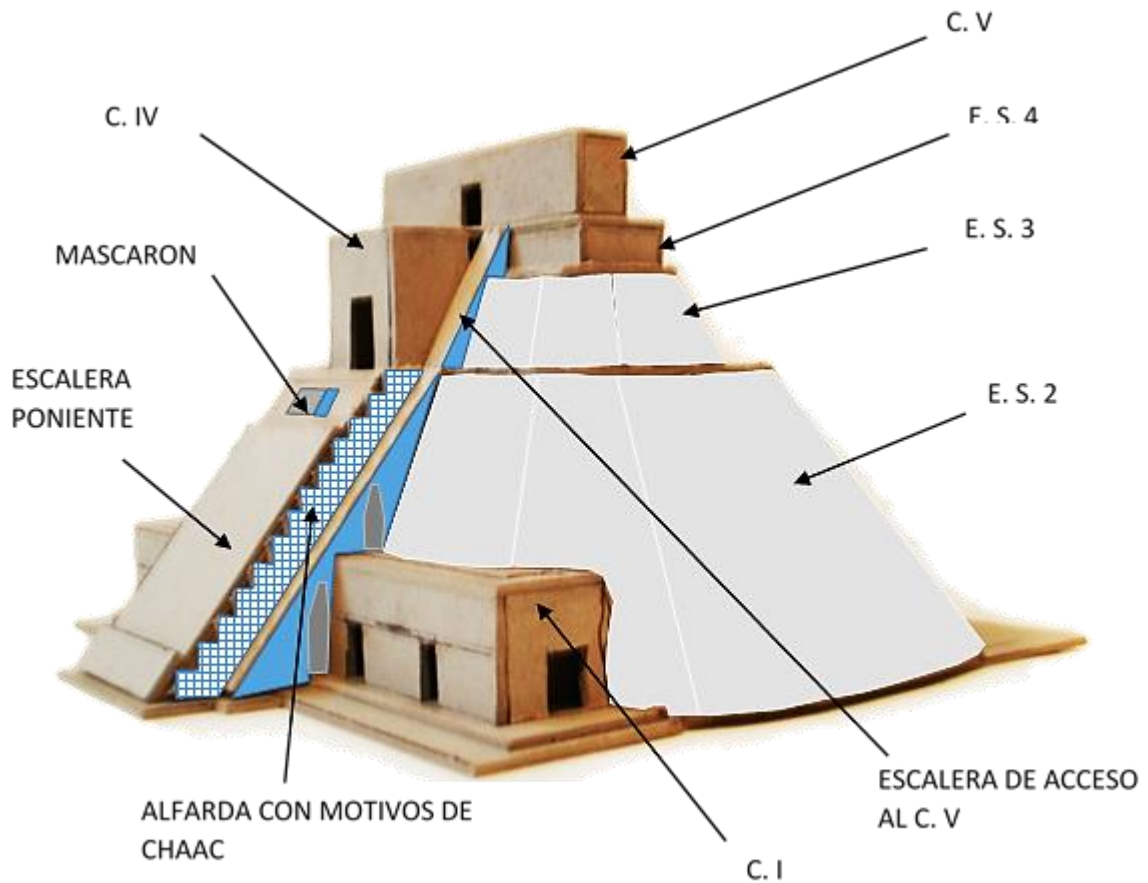 C. V
C. IV
E. S. 4
E. S. 3
MASCARON
ESCALERA
PONIENTE
E. S. 2
ALFARDA CON MOTIVOS DE
CHAAC
ESCALERA DE ACCESO
AL C. V
C. I